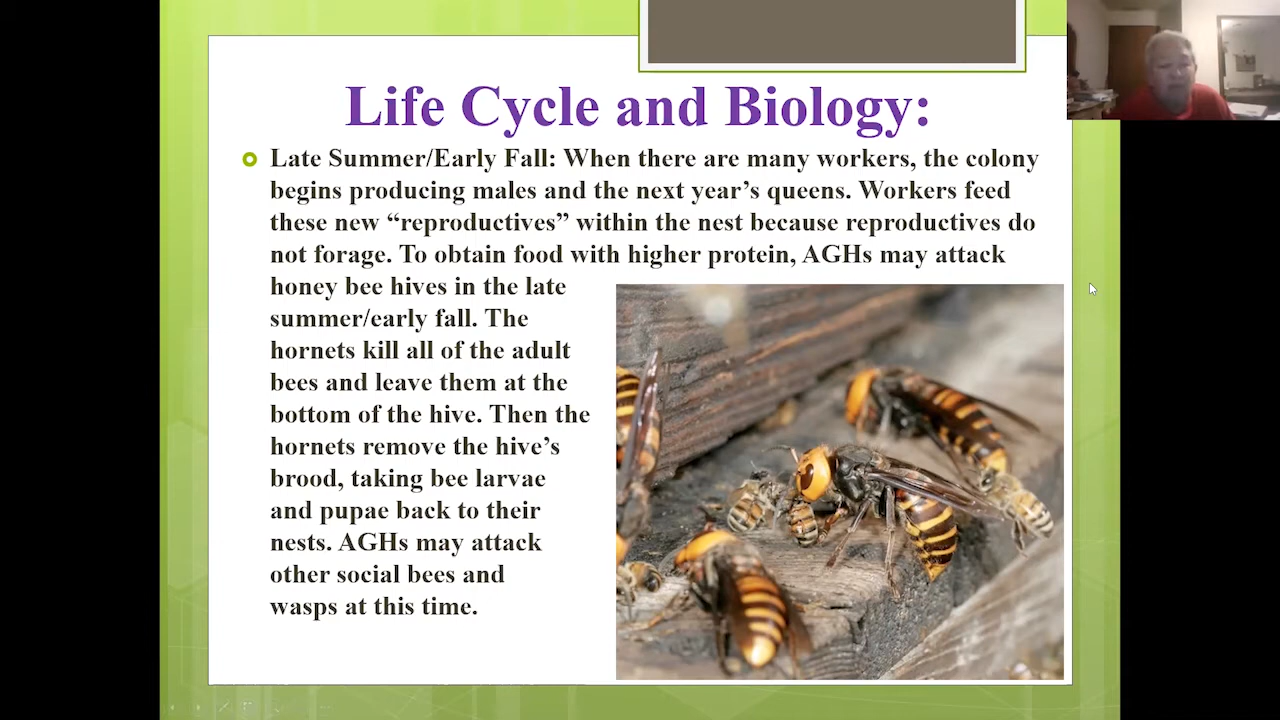 Life Cycle and Biology:
Late Summer/Early Fall: When there are many workers, the colony
begins producing males and the next year’s queens. Workers feed
these new “reproductives” within the nest because reproductives do
not forage. To obtain food with higher protein, AGHs may attack
honey bee hives in the late
summer/early fall. The
hornets kill all of the adult
bees and leave them at the
bottom of the hive. Then the
hornets remove the hive’s
brood, taking bee larvae
and pupae back to their
nests. AGHs may attack
other social bees and
wasps at this time.